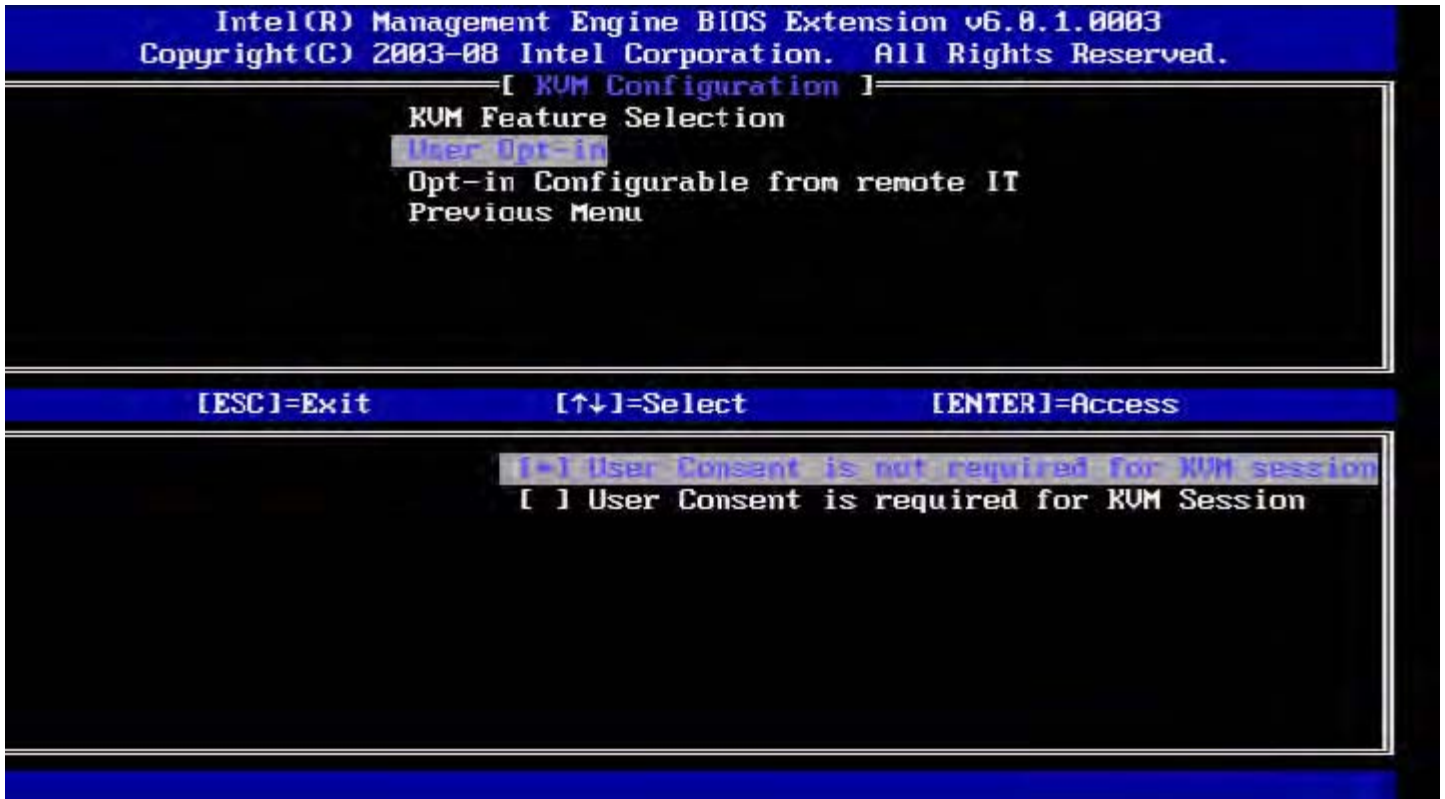 Intel(R) Management Engine BIOS Extension v6.0.1.0003
Copyright(C) 2003-08 Intel Corporation. All Rights Reserved.
[ KVM Configuration ]
KVM Feature Selection
User Opt-in
Opt-in Configurable from remote IT
Previous Menu
[ESC]=Exit [↑↓]=Select [ENTER]=Access
[*] User Consent is not required for KVM session
[ ] User Consent is required for KVM Session